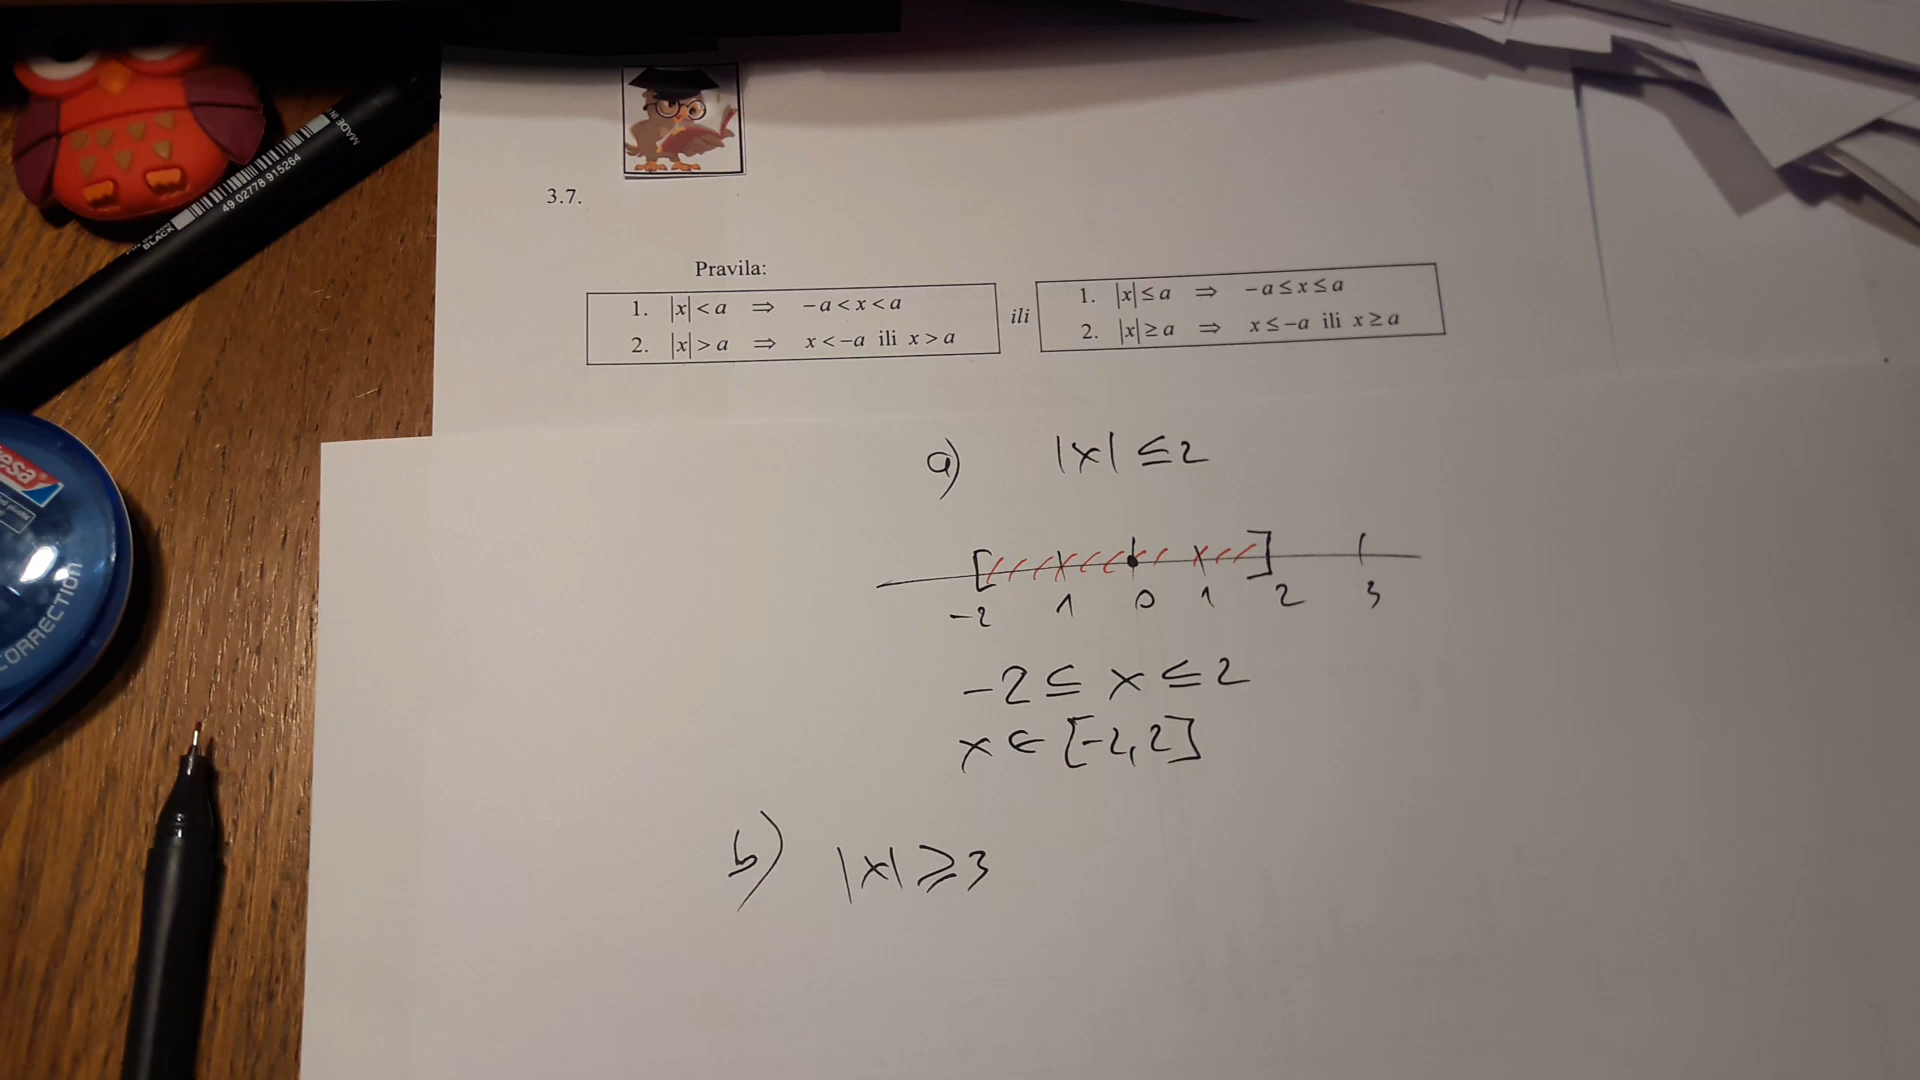 MADE IN
49 02778 915264
BLACK
3.7.
Pravila:
1. |x| < a ⇒ -a < x < a
2. |x| > a ⇒ x < -a ili x > a
ili
1. |x| ≤ a ⇒ -a ≤ x ≤ a
2. |x| ≥ a ⇒ x ≤ -a ili x ≥ a
esa
CORRECTION
a) |x| ≤ 2
-2 1 0 1 2 3
-2 ≤ x ≤ 2
x ∈ [-2, 2]
b) |x| ≥ 3